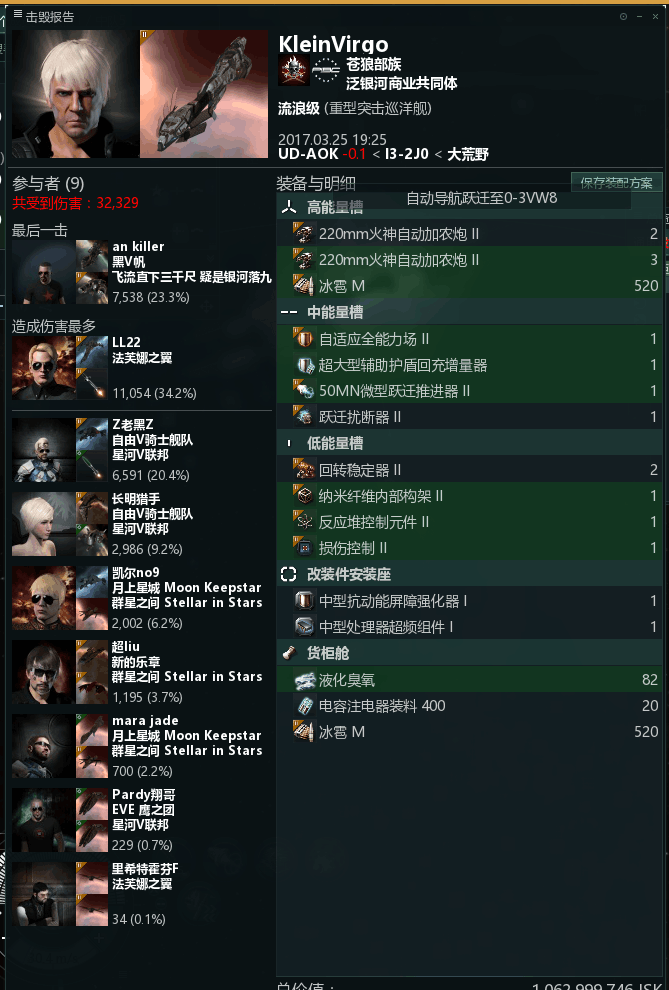 击毁报告
KleinVirgo
苍狼部族
泛银河商业共同体
流浪级 (重型突击巡洋舰)
2017.03.25 19:25
UD-AOK -0.1 < I3-2J0 < 大荒野
参与者 (9)
共受到伤害：32,329
最后一击
an killer
黑V帆
飞流直下三千尺 疑是银河落九
7,538 (23.3%)
造成伤害最多
LL22
法芙娜之翼
11,054 (34.2%)
Z老黑Z
自由V骑士舰队
星河V联邦
6,591 (20.4%)
长明猎手
自由V骑士舰队
星河V联邦
2,986 (9.2%)
凯尔no9
月上星城 Moon Keepstar
群星之间 Stellar in Stars
2,002 (6.2%)
超liu
新的乐章
群星之间 Stellar in Stars
1,195 (3.7%)
mara jade
月上星城 Moon Keepstar
群星之间 Stellar in Stars
700 (2.2%)
Pardy翔哥
EVE 鹰之团
星河V联邦
229 (0.7%)
里希特霍芬F
法芙娜之翼
34 (0.1%)
装备与明细
保存装配方案
自动导航跃迁至0-3VW8
高能量槽
220mm火神自动加农炮 II 2
220mm火神自动加农炮 II 3
冰雹 M 520
中能量槽
自适应全能力场 II 1
超大型辅助护盾回充增量器 1
50MN微型跃迁推进器 II 1
跃迁扰断器 II 1
低能量槽
回转稳定器 II 2
纳米纤维内部构架 II 1
反应堆控制元件 II 1
损伤控制 II 1
改装件安装座
中型抗动能屏障强化器 I 1
中型处理器超频组件 I 1
货柜舱
液化臭氧 82
电容注电器装料 400 20
冰雹 M 520
总价值： 1,062,999,746 ISK